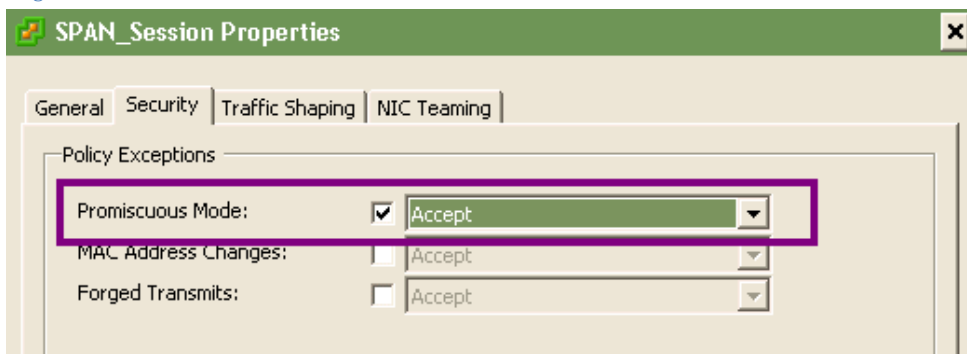 SPAN_Session Properties
General Security Traffic Shaping NIC Teaming
Policy Exceptions
Promiscuous Mode: Accept
MAC Address Changes: Accept
Forged Transmits: Accept